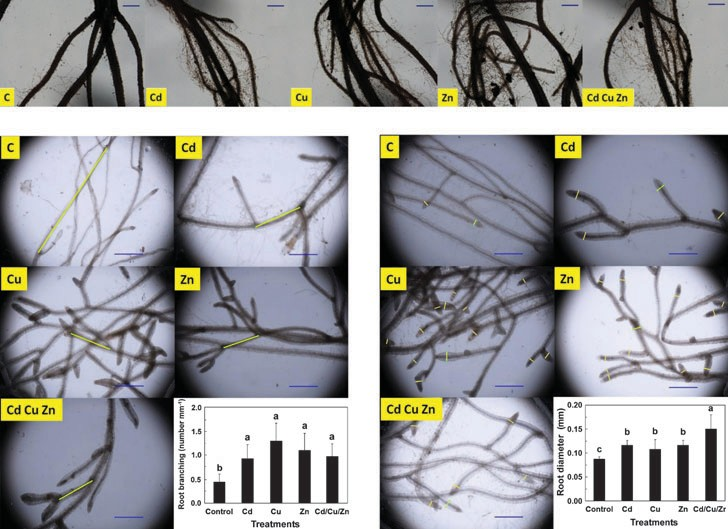 C
Cd
Cu
Zn
Cd Cu Zn
C
Cd
Cu
Zn
Cd Cu Zn
Root branching (number mm⁻¹)
2.0
1.5
1.0
0.5
0.0
b
a
a
a
a
Control
Cd
Cu
Zn
Cd/Cu/Zn
Treatments
C
Cd
Cu
Zn
Cd Cu Zn
Root diameter (mm)
0.20
0.15
0.10
0.05
0.00
c
b
b
b
a
Control
Cd
Cu
Zn
Cd/Cu/Zn
Treatments